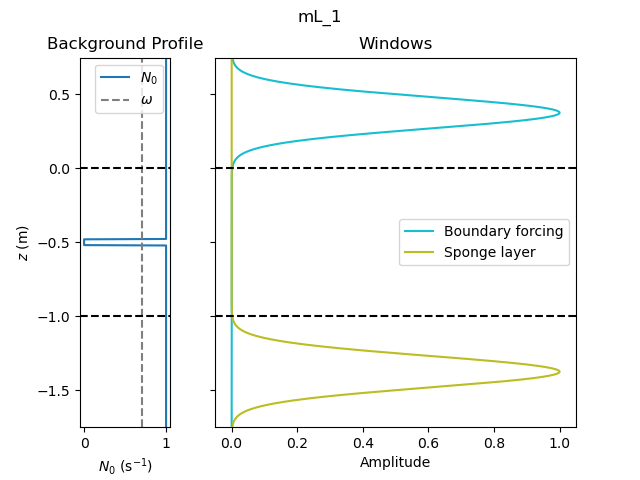 mL_1
Background Profile
Windows
N₀
ω
0.5
0.0
−0.5
−1.0
−1.5
z (m)
Boundary forcing
Sponge layer
0 1
0.0 0.2 0.4 0.6 0.8 1.0
N₀ (s⁻¹)
Amplitude